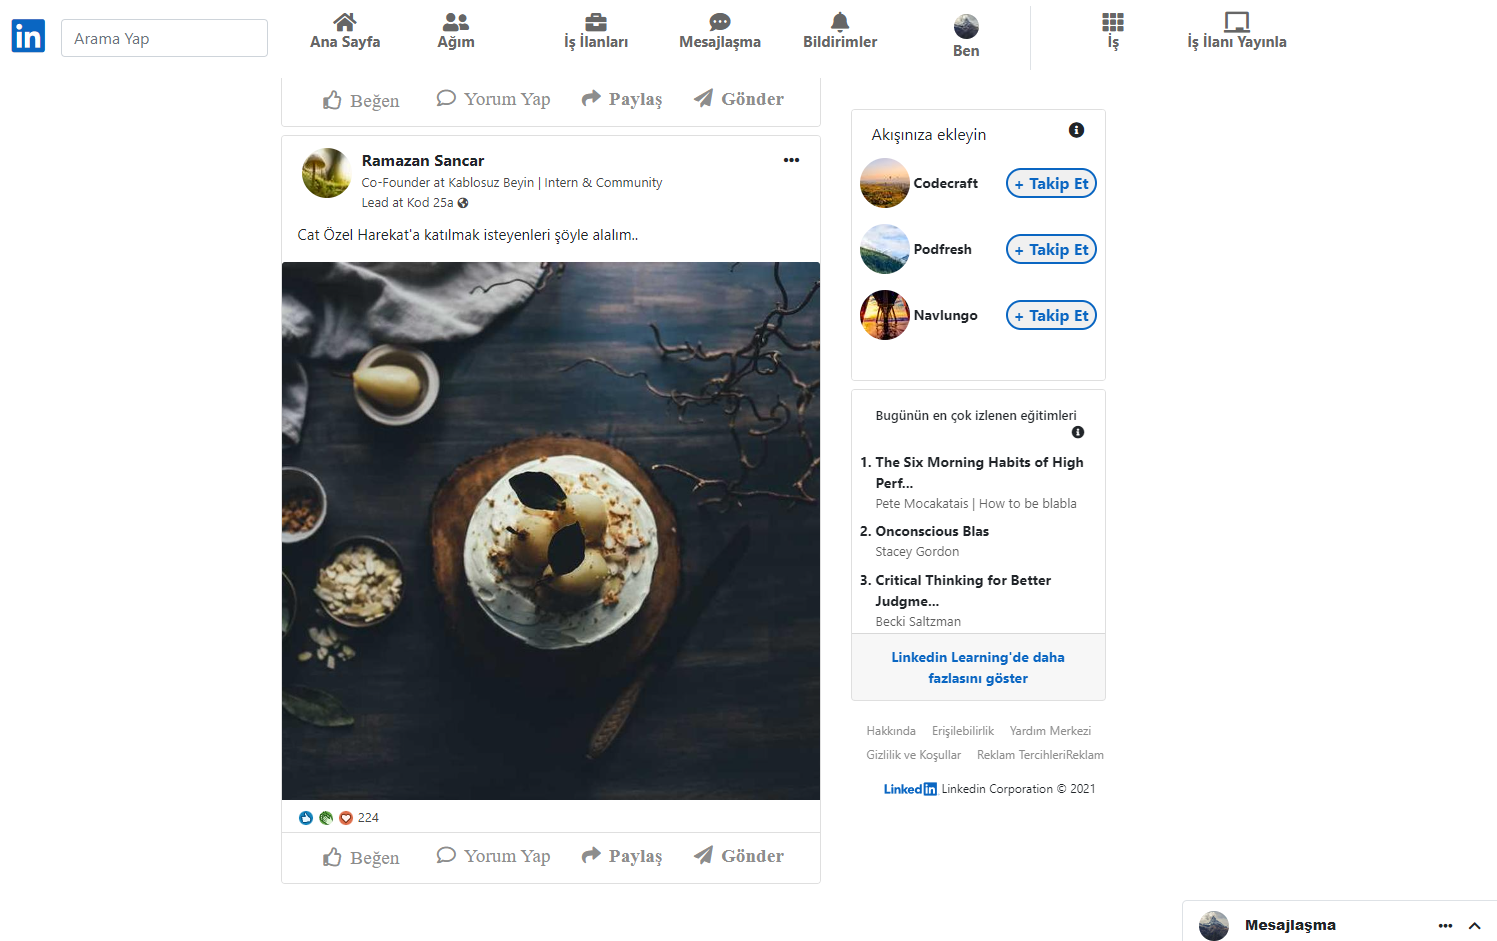 in
Arama Yap
Ana Sayfa
Ağım
İş İlanları
Mesajlaşma
Bildirimler
Ben
İş
İş İlanı Yayınla
Beğen
Yorum Yap
Paylaş
Gönder
Ramazan Sancar
Co-Founder at Kablosuz Beyin | Intern & Community
Lead at Kod 25a
Cat Özel Harekat'a katılmak isteyenleri şöyle alalım..
224
Beğen
Yorum Yap
Paylaş
Gönder
Akışınıza ekleyin
Codecraft
+ Takip Et
Podfresh
+ Takip Et
Navlungo
+ Takip Et
Bugünün en çok izlenen eğitimleri
1. The Six Morning Habits of High
Perf...
Pete Mocakatais | How to be blabla
2. Onconscious Blas
Stacey Gordon
3. Critical Thinking for Better
Judgme...
Becki Saltzman
Linkedin Learning'de daha
fazlasını göster
Hakkında Erişilebilirlik Yardım Merkezi
Gizlilik ve Koşullar Reklam TercihleriReklam
Linkedin Linkedin Corporation © 2021
Mesajlaşma